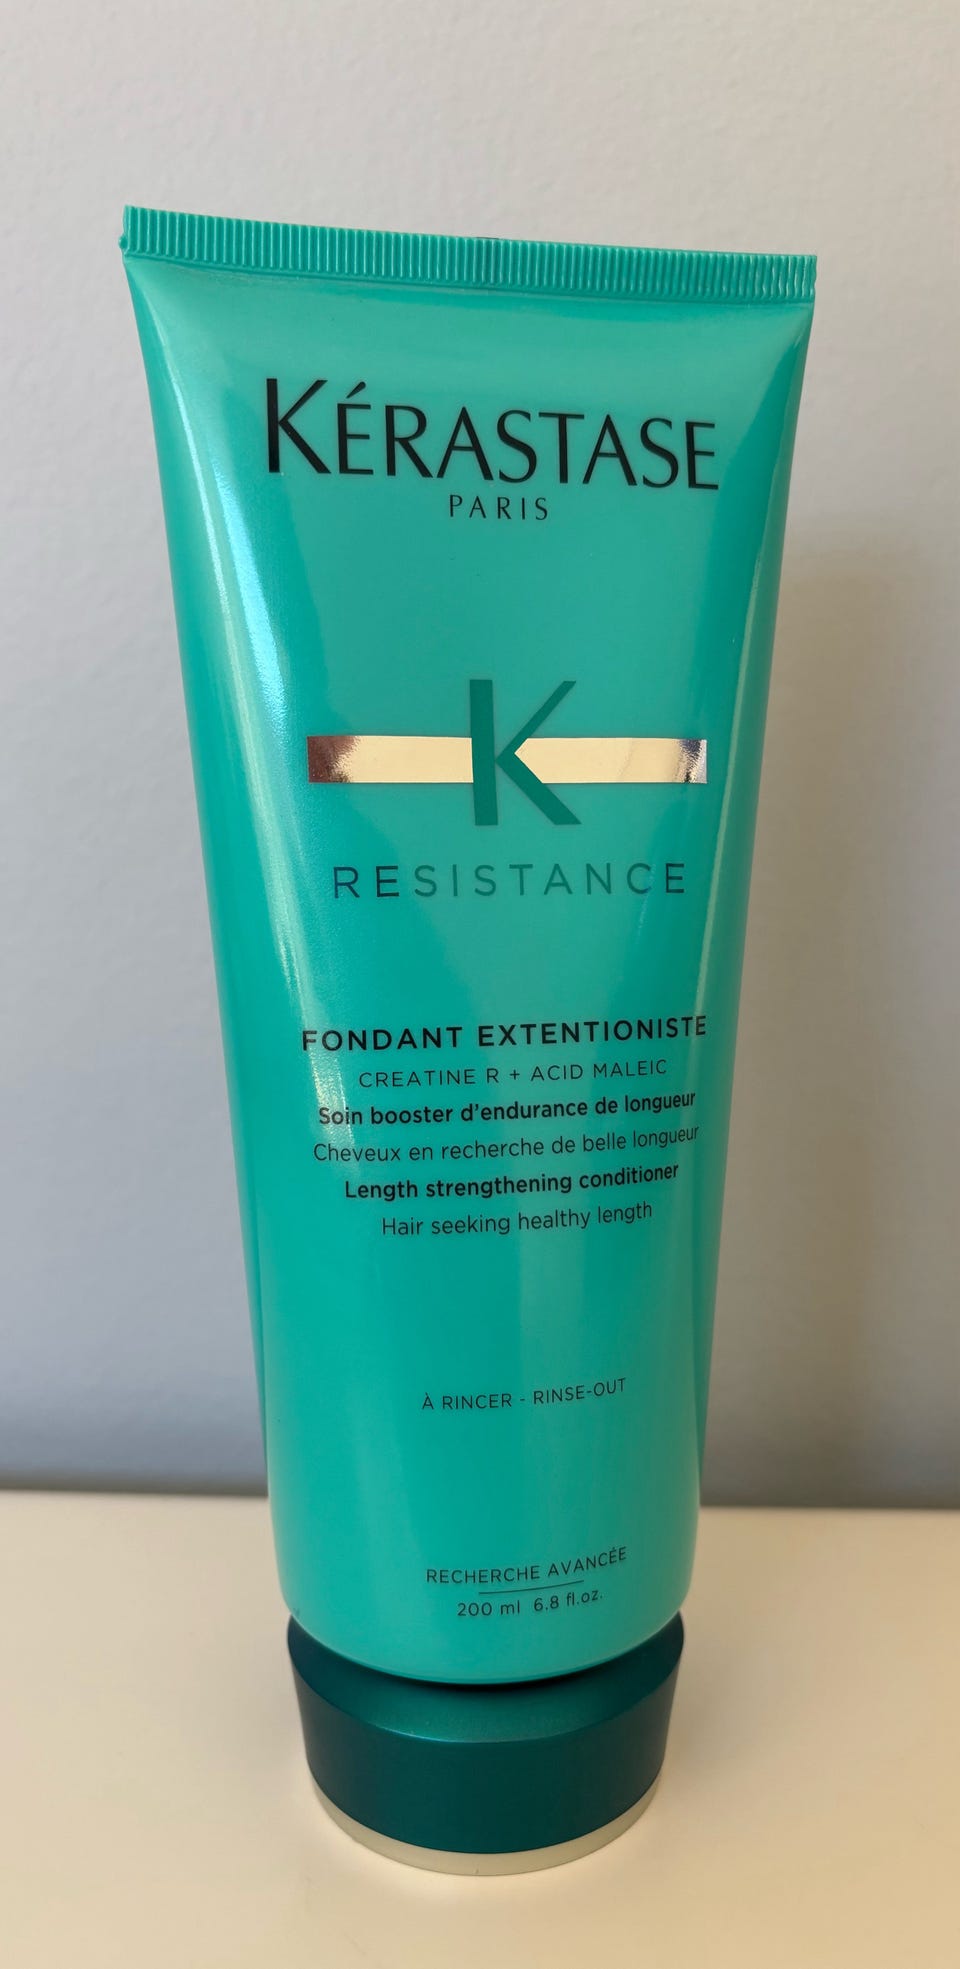 KÉRASTASE
PARIS
K
RESISTANCE
FONDANT EXTENTIONISTE
CREATINE R + ACID MALEIC
Soin booster d'endurance de longueur
Cheveux en recherche de belle longueur
Length strengthening conditioner
Hair seeking healthy length
À RINCER - RINSE-OUT
RECHERCHE AVANCÉE
200 ml 6.8 fl.oz.